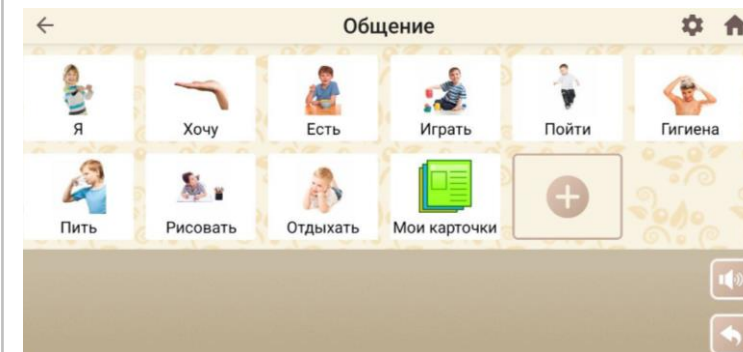 Общение
Я Хочу Есть Играть Пойти Гигиена
Пить Рисовать Отдыхать Мои карточки